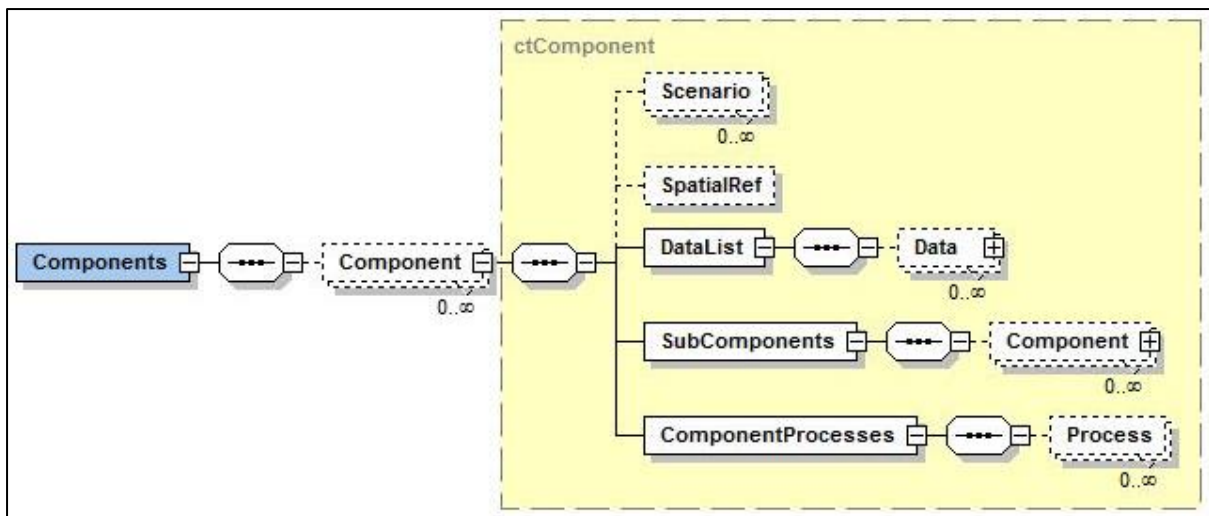 ctComponent
Scenario
0..∞
SpatialRef
Components
Component
0..∞
DataList
Data
0..∞
SubComponents
Component
0..∞
ComponentProcesses
Process
0..∞